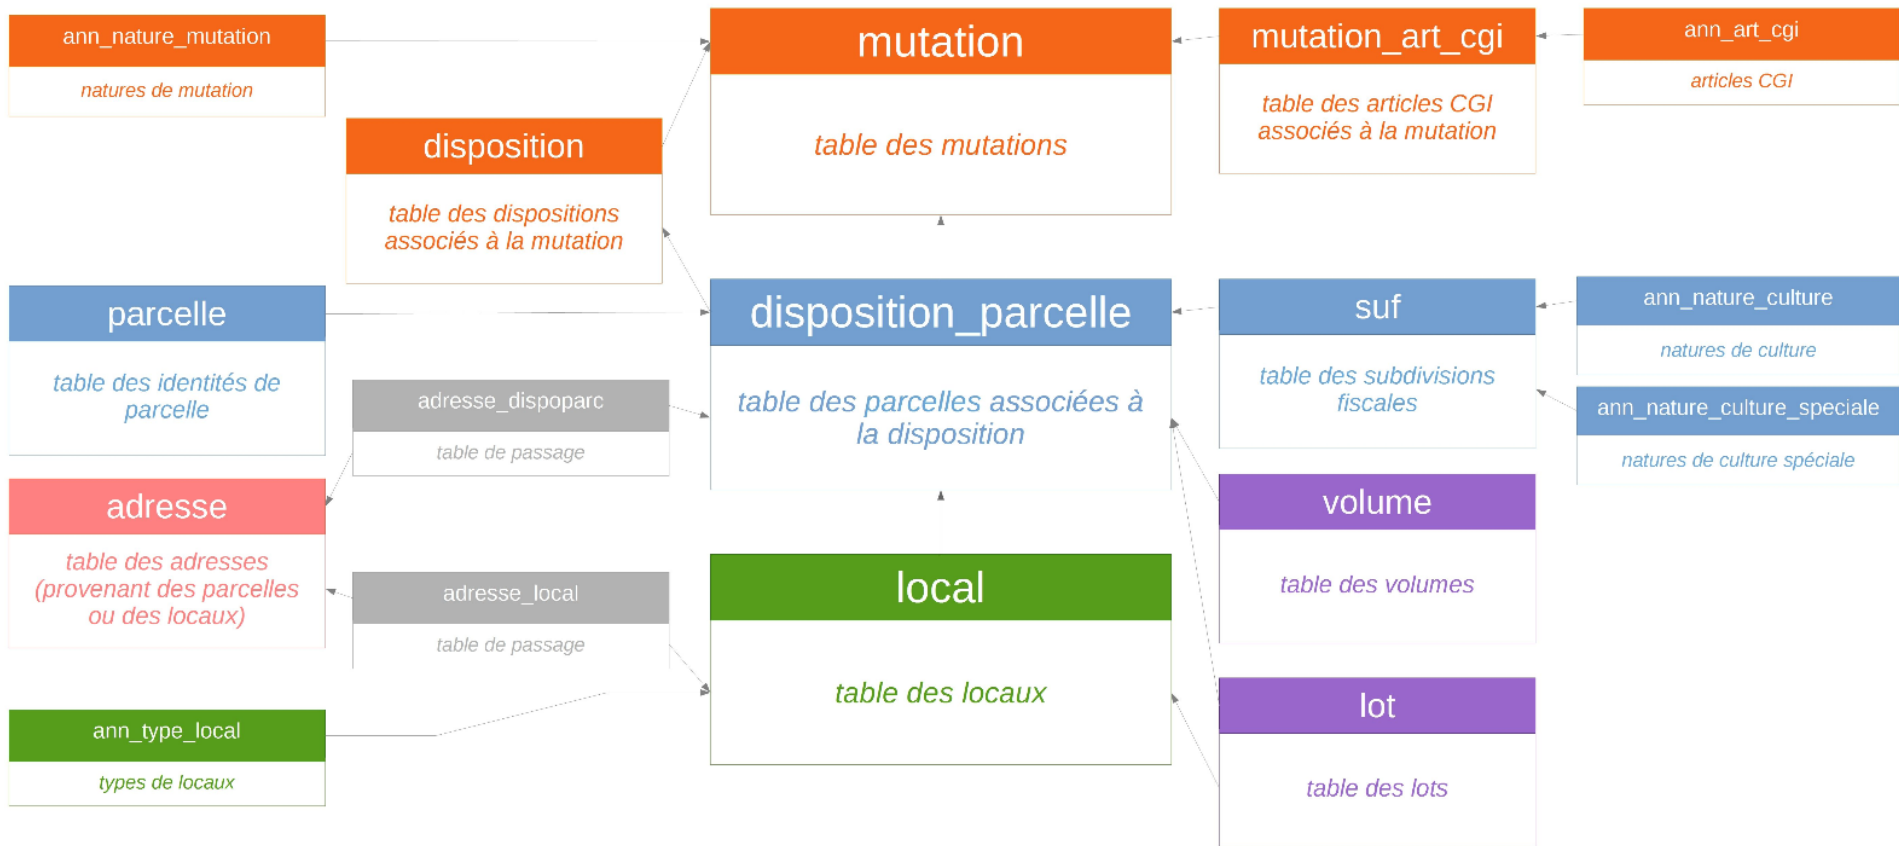 ann_nature_mutation
natures de mutation
mutation
table des mutations
mutation_art_cgi
table des articles CGI
associés à la mutation
ann_art_cgi
articles CGI
disposition
table des dispositions
associés à la mutation
parcelle
table des identités de
parcelle
disposition_parcelle
table des parcelles associées à
la disposition
suf
table des subdivisions
fiscales
ann_nature_culture
natures de culture
ann_nature_culture_speciale
natures de culture spéciale
adresse_dispoparc
table de passage
adresse
table des adresses
(provenant des parcelles
ou des locaux)
adresse_local
table de passage
local
table des locaux
volume
table des volumes
lot
table des lots
ann_type_local
types de locaux